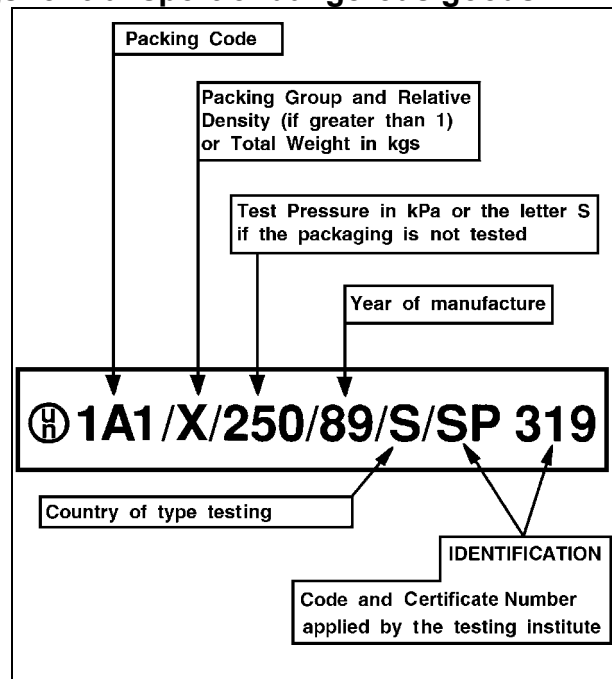 Packing Code
Packing Group and Relative
Density (if greater than 1)
or Total Weight in kgs
Test Pressure in kPa or the letter S
if the packaging is not tested
Year of manufacture
un 1A1/X/250/89/S/SP 319
Country of type testing
IDENTIFICATION
Code and Certificate Number
applied by the testing institute